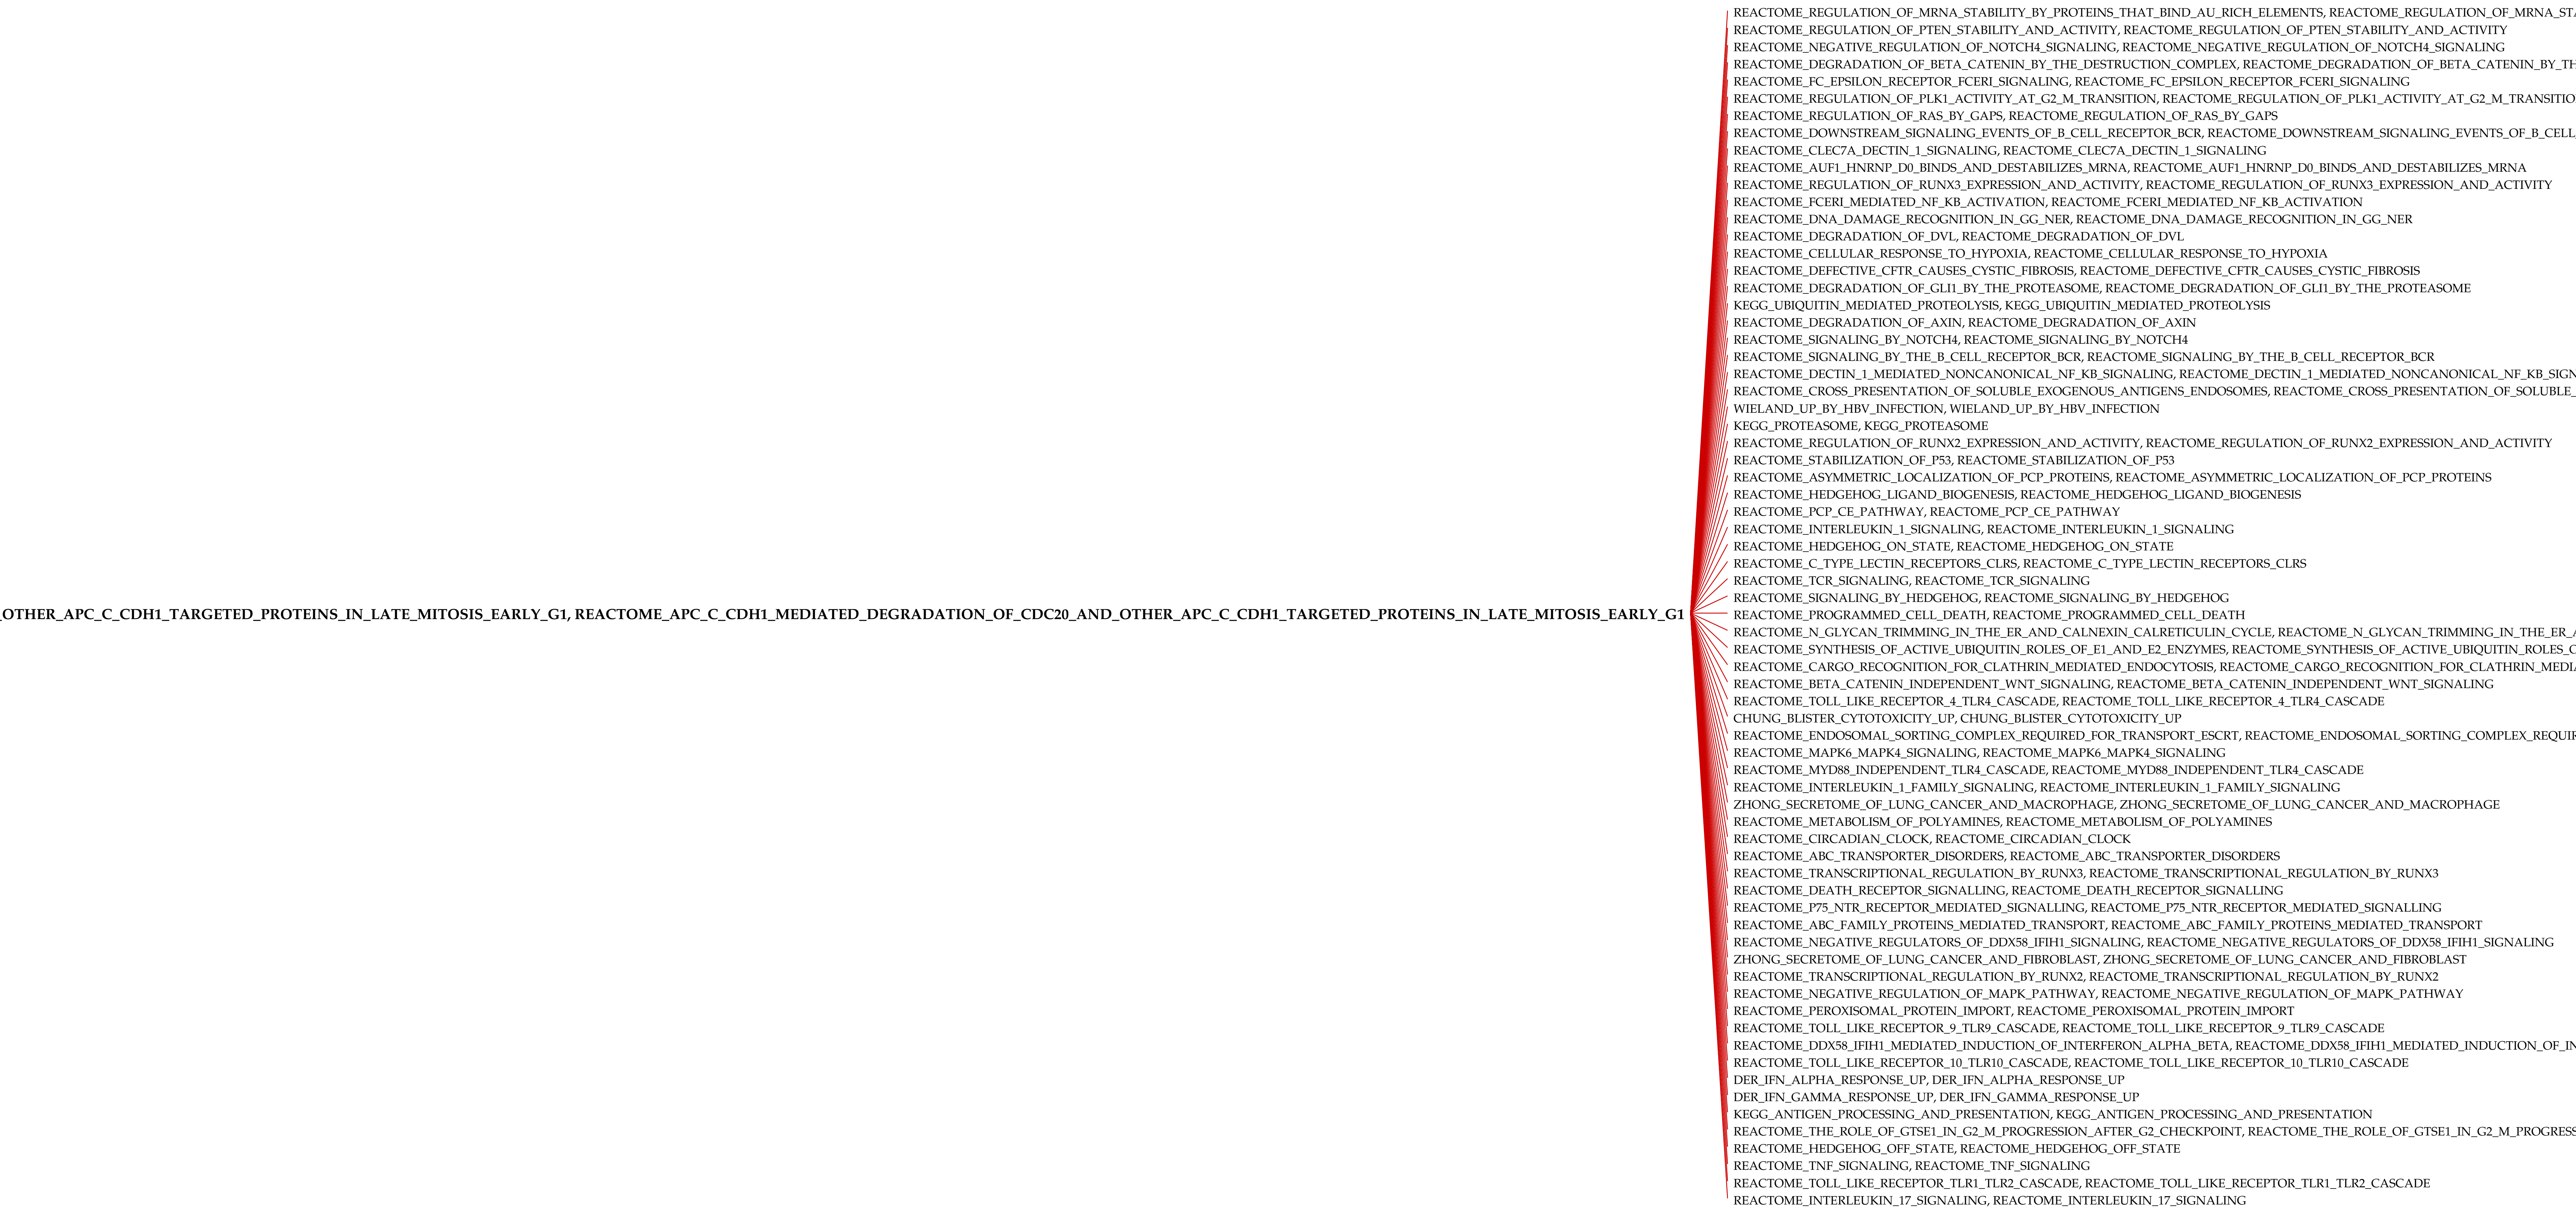 REACTOME_REGULATION_OF_MRNA_STABILITY_BY_PROTEINS_THAT_BIND_AU_RICH_ELEMENTS, REACTOME_REGULATION_OF_MRNA_STA
REACTOME_REGULATION_OF_PTEN_STABILITY_AND_ACTIVITY, REACTOME_REGULATION_OF_PTEN_STABILITY_AND_ACTIVITY
REACTOME_NEGATIVE_REGULATION_OF_NOTCH4_SIGNALING, REACTOME_NEGATIVE_REGULATION_OF_NOTCH4_SIGNALING
REACTOME_DEGRADATION_OF_BETA_CATENIN_BY_THE_DESTRUCTION_COMPLEX, REACTOME_DEGRADATION_OF_BETA_CATENIN_BY_TH
REACTOME_FC_EPSILON_RECEPTOR_FCERI_SIGNALING, REACTOME_FC_EPSILON_RECEPTOR_FCERI_SIGNALING
REACTOME_REGULATION_OF_PLK1_ACTIVITY_AT_G2_M_TRANSITION, REACTOME_REGULATION_OF_PLK1_ACTIVITY_AT_G2_M_TRANSITIO
REACTOME_REGULATION_OF_RAS_BY_GAPS, REACTOME_REGULATION_OF_RAS_BY_GAPS
REACTOME_DOWNSTREAM_SIGNALING_EVENTS_OF_B_CELL_RECEPTOR_BCR, REACTOME_DOWNSTREAM_SIGNALING_EVENTS_OF_B_CELL
REACTOME_CLEC7A_DECTIN_1_SIGNALING, REACTOME_CLEC7A_DECTIN_1_SIGNALING
REACTOME_AUF1_HNRNP_D0_BINDS_AND_DESTABILIZES_MRNA, REACTOME_AUF1_HNRNP_D0_BINDS_AND_DESTABILIZES_MRNA
REACTOME_REGULATION_OF_RUNX3_EXPRESSION_AND_ACTIVITY, REACTOME_REGULATION_OF_RUNX3_EXPRESSION_AND_ACTIVITY
REACTOME_FCERI_MEDIATED_NF_KB_ACTIVATION, REACTOME_FCERI_MEDIATED_NF_KB_ACTIVATION
REACTOME_DNA_DAMAGE_RECOGNITION_IN_GG_NER, REACTOME_DNA_DAMAGE_RECOGNITION_IN_GG_NER
REACTOME_DEGRADATION_OF_DVL, REACTOME_DEGRADATION_OF_DVL
REACTOME_CELLULAR_RESPONSE_TO_HYPOXIA, REACTOME_CELLULAR_RESPONSE_TO_HYPOXIA
REACTOME_DEFECTIVE_CFTR_CAUSES_CYSTIC_FIBROSIS, REACTOME_DEFECTIVE_CFTR_CAUSES_CYSTIC_FIBROSIS
REACTOME_DEGRADATION_OF_GLI1_BY_THE_PROTEASOME, REACTOME_DEGRADATION_OF_GLI1_BY_THE_PROTEASOME
KEGG_UBIQUITIN_MEDIATED_PROTEOLYSIS, KEGG_UBIQUITIN_MEDIATED_PROTEOLYSIS
REACTOME_DEGRADATION_OF_AXIN, REACTOME_DEGRADATION_OF_AXIN
REACTOME_SIGNALING_BY_NOTCH4, REACTOME_SIGNALING_BY_NOTCH4
REACTOME_SIGNALING_BY_THE_B_CELL_RECEPTOR_BCR, REACTOME_SIGNALING_BY_THE_B_CELL_RECEPTOR_BCR
REACTOME_DECTIN_1_MEDIATED_NONCANONICAL_NF_KB_SIGNALING, REACTOME_DECTIN_1_MEDIATED_NONCANONICAL_NF_KB_SIGN
REACTOME_CROSS_PRESENTATION_OF_SOLUBLE_EXOGENOUS_ANTIGENS_ENDOSOMES, REACTOME_CROSS_PRESENTATION_OF_SOLUBLE_
WIELAND_UP_BY_HBV_INFECTION, WIELAND_UP_BY_HBV_INFECTION
KEGG_PROTEASOME, KEGG_PROTEASOME
REACTOME_REGULATION_OF_RUNX2_EXPRESSION_AND_ACTIVITY, REACTOME_REGULATION_OF_RUNX2_EXPRESSION_AND_ACTIVITY
REACTOME_STABILIZATION_OF_P53, REACTOME_STABILIZATION_OF_P53
REACTOME_ASYMMETRIC_LOCALIZATION_OF_PCP_PROTEINS, REACTOME_ASYMMETRIC_LOCALIZATION_OF_PCP_PROTEINS
REACTOME_HEDGEHOG_LIGAND_BIOGENESIS, REACTOME_HEDGEHOG_LIGAND_BIOGENESIS
REACTOME_PCP_CE_PATHWAY, REACTOME_PCP_CE_PATHWAY
REACTOME_INTERLEUKIN_1_SIGNALING, REACTOME_INTERLEUKIN_1_SIGNALING
REACTOME_HEDGEHOG_ON_STATE, REACTOME_HEDGEHOG_ON_STATE
REACTOME_C_TYPE_LECTIN_RECEPTORS_CLRS, REACTOME_C_TYPE_LECTIN_RECEPTORS_CLRS
REACTOME_TCR_SIGNALING, REACTOME_TCR_SIGNALING
REACTOME_SIGNALING_BY_HEDGEHOG, REACTOME_SIGNALING_BY_HEDGEHOG
_OTHER_APC_C_CDH1_TARGETED_PROTEINS_IN_LATE_MITOSIS_EARLY_G1, REACTOME_APC_C_CDH1_MEDIATED_DEGRADATION_OF_CDC20_AND_OTHER_APC_C_CDH1_TARGETED_PROTEINS_IN_LATE_MITOSIS_EARLY_G1
REACTOME_PROGRAMMED_CELL_DEATH, REACTOME_PROGRAMMED_CELL_DEATH
REACTOME_N_GLYCAN_TRIMMING_IN_THE_ER_AND_CALNEXIN_CALRETICULIN_CYCLE, REACTOME_N_GLYCAN_TRIMMING_IN_THE_ER_A
REACTOME_SYNTHESIS_OF_ACTIVE_UBIQUITIN_ROLES_OF_E1_AND_E2_ENZYMES, REACTOME_SYNTHESIS_OF_ACTIVE_UBIQUITIN_ROLES_O
REACTOME_CARGO_RECOGNITION_FOR_CLATHRIN_MEDIATED_ENDOCYTOSIS, REACTOME_CARGO_RECOGNITION_FOR_CLATHRIN_MEDIA
REACTOME_BETA_CATENIN_INDEPENDENT_WNT_SIGNALING, REACTOME_BETA_CATENIN_INDEPENDENT_WNT_SIGNALING
REACTOME_TOLL_LIKE_RECEPTOR_4_TLR4_CASCADE, REACTOME_TOLL_LIKE_RECEPTOR_4_TLR4_CASCADE
CHUNG_BLISTER_CYTOTOXICITY_UP, CHUNG_BLISTER_CYTOTOXICITY_UP
REACTOME_ENDOSOMAL_SORTING_COMPLEX_REQUIRED_FOR_TRANSPORT_ESCRT, REACTOME_ENDOSOMAL_SORTING_COMPLEX_REQUIR
REACTOME_MAPK6_MAPK4_SIGNALING, REACTOME_MAPK6_MAPK4_SIGNALING
REACTOME_MYD88_INDEPENDENT_TLR4_CASCADE, REACTOME_MYD88_INDEPENDENT_TLR4_CASCADE
REACTOME_INTERLEUKIN_1_FAMILY_SIGNALING, REACTOME_INTERLEUKIN_1_FAMILY_SIGNALING
ZHONG_SECRETOME_OF_LUNG_CANCER_AND_MACROPHAGE, ZHONG_SECRETOME_OF_LUNG_CANCER_AND_MACROPHAGE
REACTOME_METABOLISM_OF_POLYAMINES, REACTOME_METABOLISM_OF_POLYAMINES
REACTOME_CIRCADIAN_CLOCK, REACTOME_CIRCADIAN_CLOCK
REACTOME_ABC_TRANSPORTER_DISORDERS, REACTOME_ABC_TRANSPORTER_DISORDERS
REACTOME_TRANSCRIPTIONAL_REGULATION_BY_RUNX3, REACTOME_TRANSCRIPTIONAL_REGULATION_BY_RUNX3
REACTOME_DEATH_RECEPTOR_SIGNALLING, REACTOME_DEATH_RECEPTOR_SIGNALLING
REACTOME_P75_NTR_RECEPTOR_MEDIATED_SIGNALLING, REACTOME_P75_NTR_RECEPTOR_MEDIATED_SIGNALLING
REACTOME_ABC_FAMILY_PROTEINS_MEDIATED_TRANSPORT, REACTOME_ABC_FAMILY_PROTEINS_MEDIATED_TRANSPORT
REACTOME_NEGATIVE_REGULATORS_OF_DDX58_IFIH1_SIGNALING, REACTOME_NEGATIVE_REGULATORS_OF_DDX58_IFIH1_SIGNALING
ZHONG_SECRETOME_OF_LUNG_CANCER_AND_FIBROBLAST, ZHONG_SECRETOME_OF_LUNG_CANCER_AND_FIBROBLAST
REACTOME_TRANSCRIPTIONAL_REGULATION_BY_RUNX2, REACTOME_TRANSCRIPTIONAL_REGULATION_BY_RUNX2
REACTOME_NEGATIVE_REGULATION_OF_MAPK_PATHWAY, REACTOME_NEGATIVE_REGULATION_OF_MAPK_PATHWAY
REACTOME_PEROXISOMAL_PROTEIN_IMPORT, REACTOME_PEROXISOMAL_PROTEIN_IMPORT
REACTOME_TOLL_LIKE_RECEPTOR_9_TLR9_CASCADE, REACTOME_TOLL_LIKE_RECEPTOR_9_TLR9_CASCADE
REACTOME_DDX58_IFIH1_MEDIATED_INDUCTION_OF_INTERFERON_ALPHA_BETA, REACTOME_DDX58_IFIH1_MEDIATED_INDUCTION_OF_IN
REACTOME_TOLL_LIKE_RECEPTOR_10_TLR10_CASCADE, REACTOME_TOLL_LIKE_RECEPTOR_10_TLR10_CASCADE
DER_IFN_ALPHA_RESPONSE_UP, DER_IFN_ALPHA_RESPONSE_UP
DER_IFN_GAMMA_RESPONSE_UP, DER_IFN_GAMMA_RESPONSE_UP
KEGG_ANTIGEN_PROCESSING_AND_PRESENTATION, KEGG_ANTIGEN_PROCESSING_AND_PRESENTATION
REACTOME_THE_ROLE_OF_GTSE1_IN_G2_M_PROGRESSION_AFTER_G2_CHECKPOINT, REACTOME_THE_ROLE_OF_GTSE1_IN_G2_M_PROGRESS
REACTOME_HEDGEHOG_OFF_STATE, REACTOME_HEDGEHOG_OFF_STATE
REACTOME_TNF_SIGNALING, REACTOME_TNF_SIGNALING
REACTOME_TOLL_LIKE_RECEPTOR_TLR1_TLR2_CASCADE, REACTOME_TOLL_LIKE_RECEPTOR_TLR1_TLR2_CASCADE
REACTOME_INTERLEUKIN_17_SIGNALING, REACTOME_INTERLEUKIN_17_SIGNALING